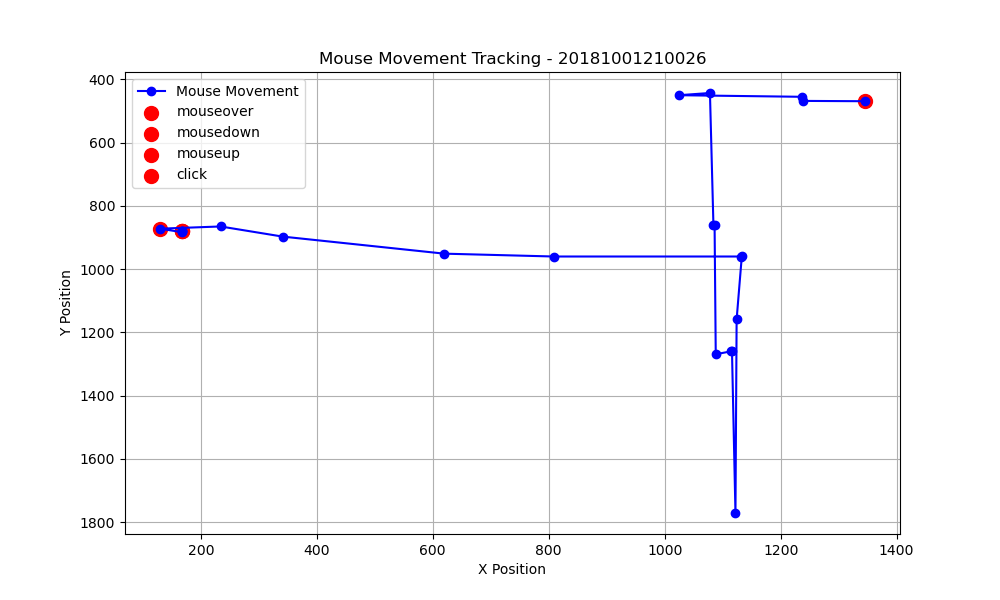 Mouse Movement Tracking - 20181001210026
Mouse Movement
mouseover
mousedown
mouseup
click
400
600
800
1000
1200
1400
1600
1800
Y Position
200
400
600
800
1000
1200
1400
X Position